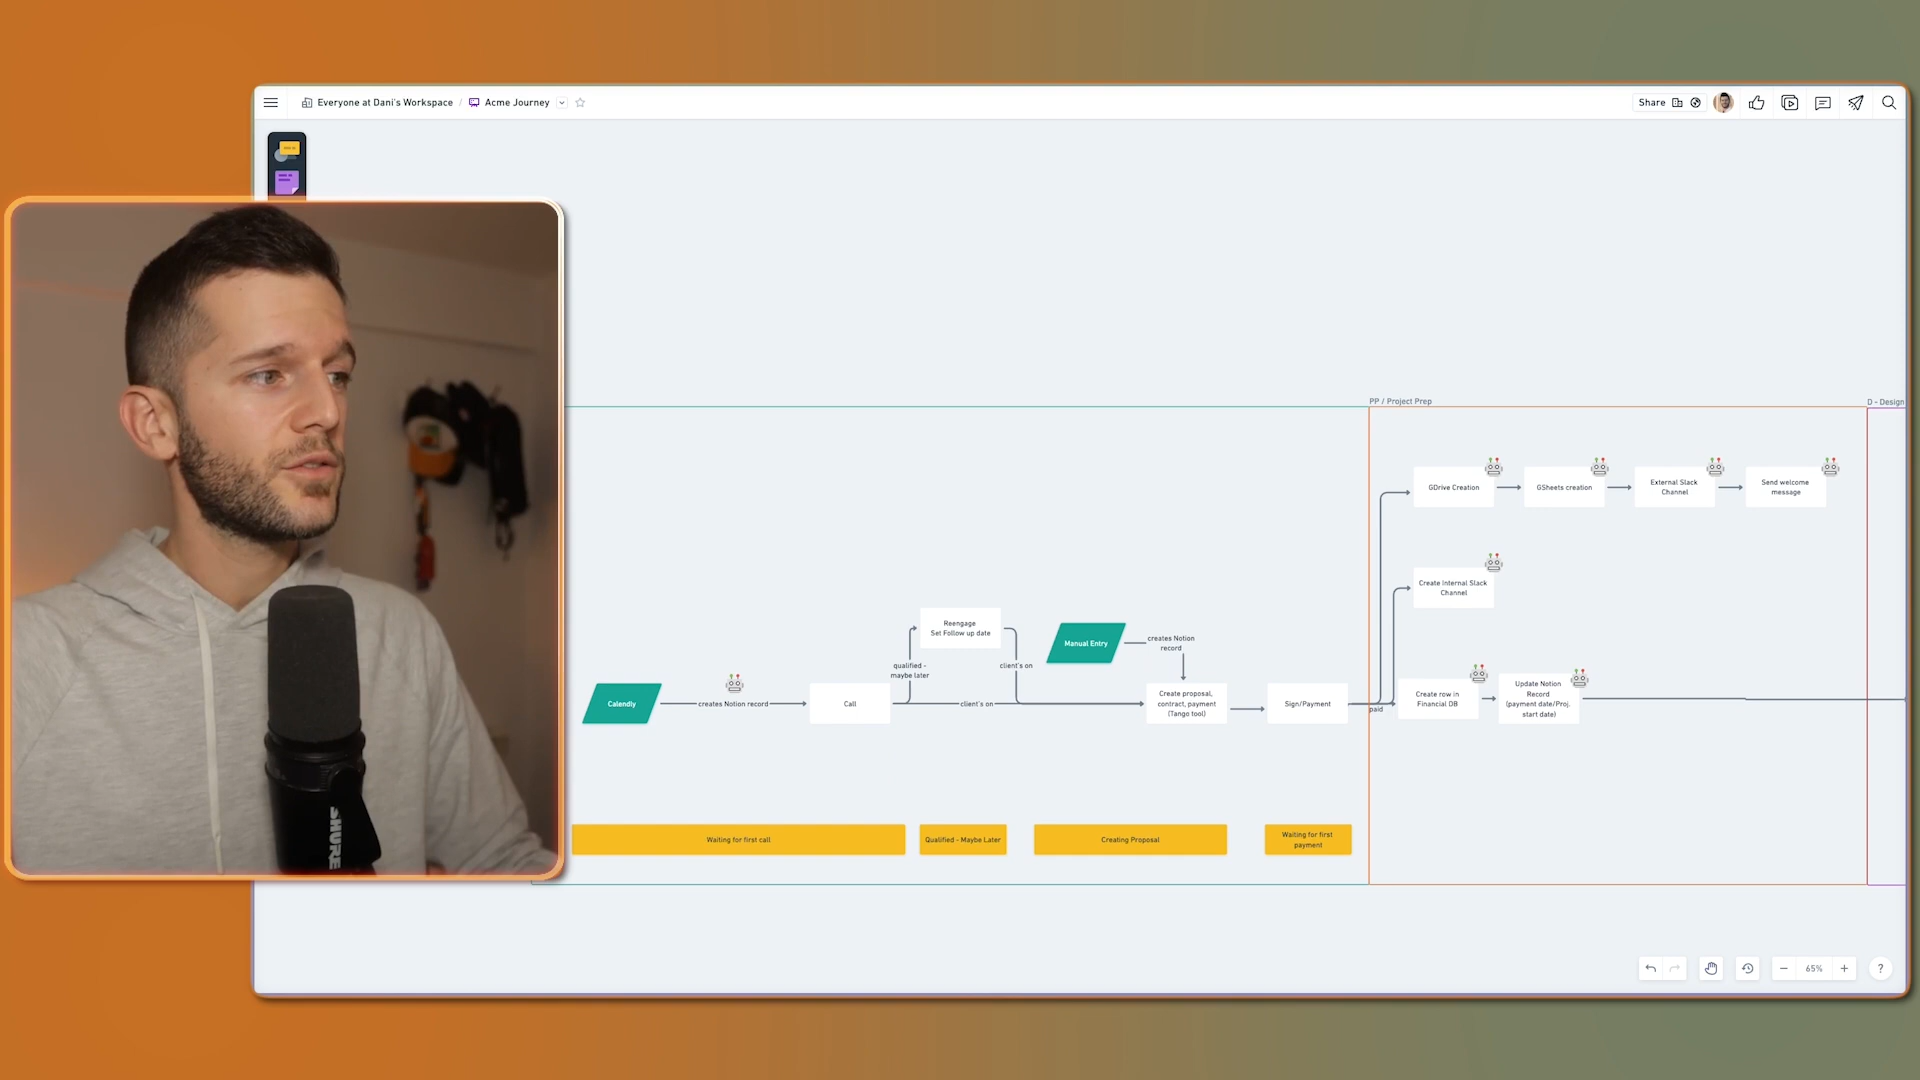 Everyone at Dani's Workspace / Acme Journey
Share
PP / Project Prep
D - Design
GDrive Creation
GSheets creation
External Slack
Channel
Send welcome
message
Create Internal Slack
Channel
Reengage
Set Follow up date
Manual Entry
creates Notion
record
qualified -
maybe later
client's on
Calendly
creates Notion record
Call
client's on
Create proposal,
contract, payment
(Tango tool)
Sign/Payment
paid
Create row in
Financial DB
Update Notion
Record
(payment date/Proj.
start date)
Waiting for first call
Qualified - Maybe Later
Creating Proposal
Waiting for first
payment
SHURE
65%
?